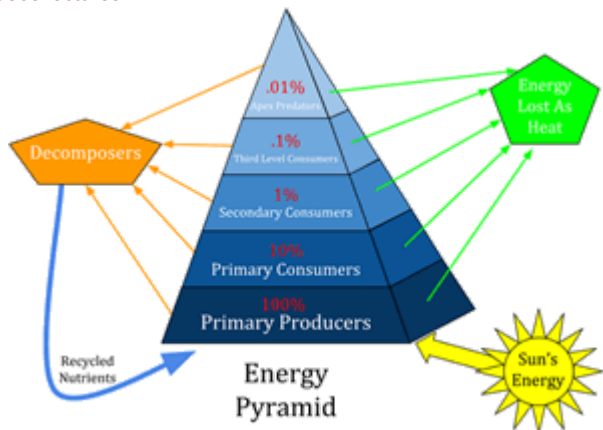 .01%
Apex Predators
.1%
Third Level Consumers
1%
Secondary Consumers
10%
Primary Consumers
100%
Primary Producers
Decomposers
Energy
Lost As
Heat
Recycled
Nutrients
Sun's
Energy
Energy
Pyramid